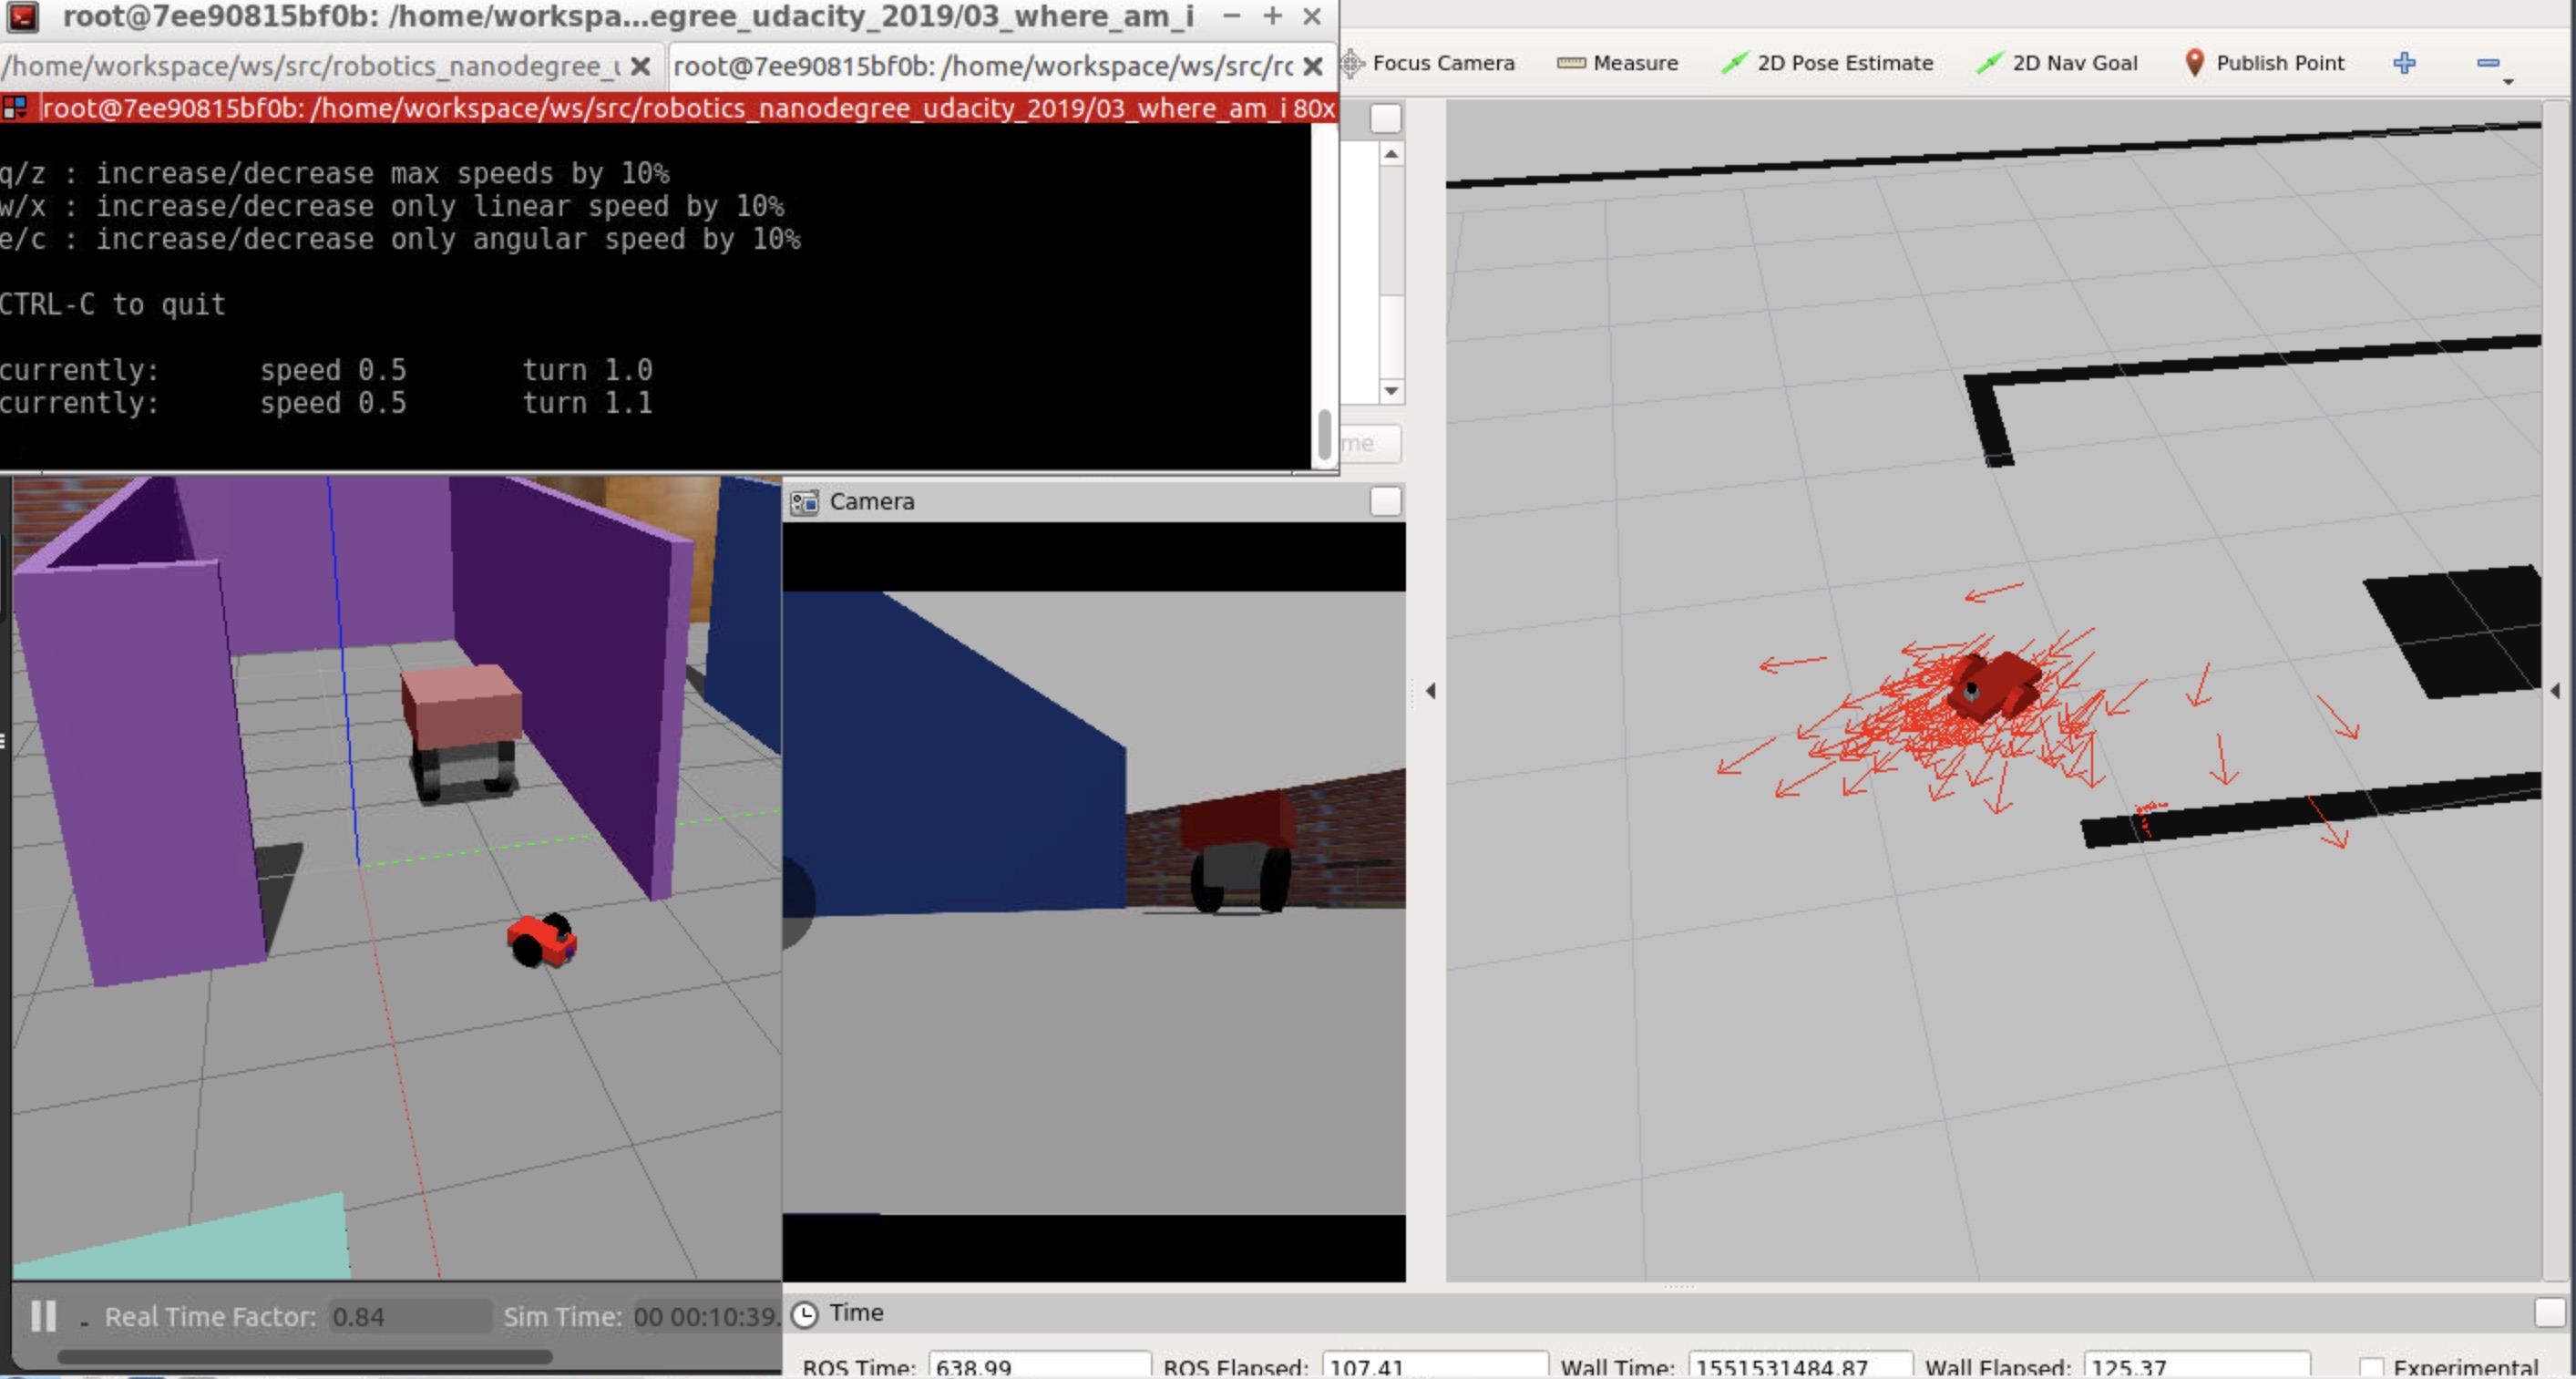 root@7ee90815bf0b: /home/workspa...egree_udacity_2019/03_where_am_i
/home/workspace/ws/src/robotics_nanodegree_u
root@7ee90815bf0b: /home/workspace/ws/src/rc
root@7ee90815bf0b: /home/workspace/ws/src/robotics_nanodegree_udacity_2019/03_where_am_i 80x
q/z : increase/decrease max speeds by 10%
w/x : increase/decrease only linear speed by 10%
e/c : increase/decrease only angular speed by 10%
CTRL-C to quit
currently: speed 0.5 turn 1.0
currently: speed 0.5 turn 1.1
Focus Camera Measure 2D Pose Estimate 2D Nav Goal Publish Point
me
Camera
Real Time Factor: 0.84 Sim Time: 00 00:10:39.
Time
ROS Time: 638.99 ROS Elapsed: 107.41 Wall Time: 1551531484.87 Wall Elapsed: 125.37 Experimental